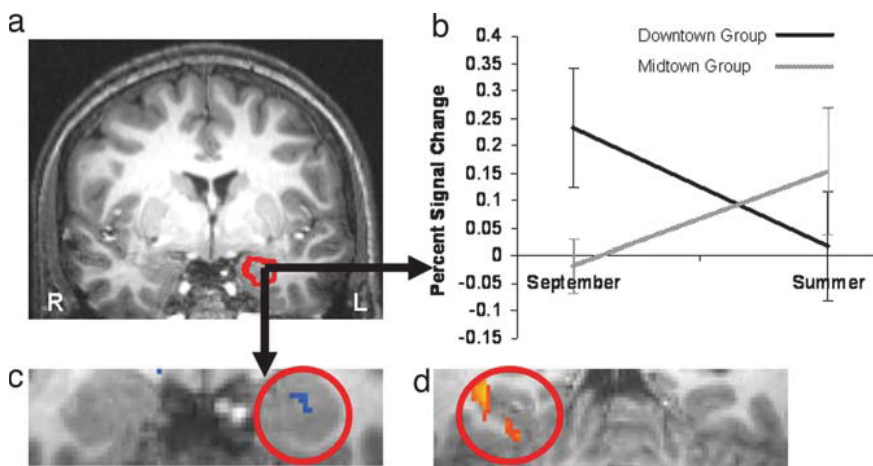 a
R
L
b
Percent Signal Change
0.4
0.35
0.3
0.25
0.2
0.15
0.1
0.05
0
-0.05
-0.1
-0.15
Downtown Group
Midtown Group
September
Summer
c
d